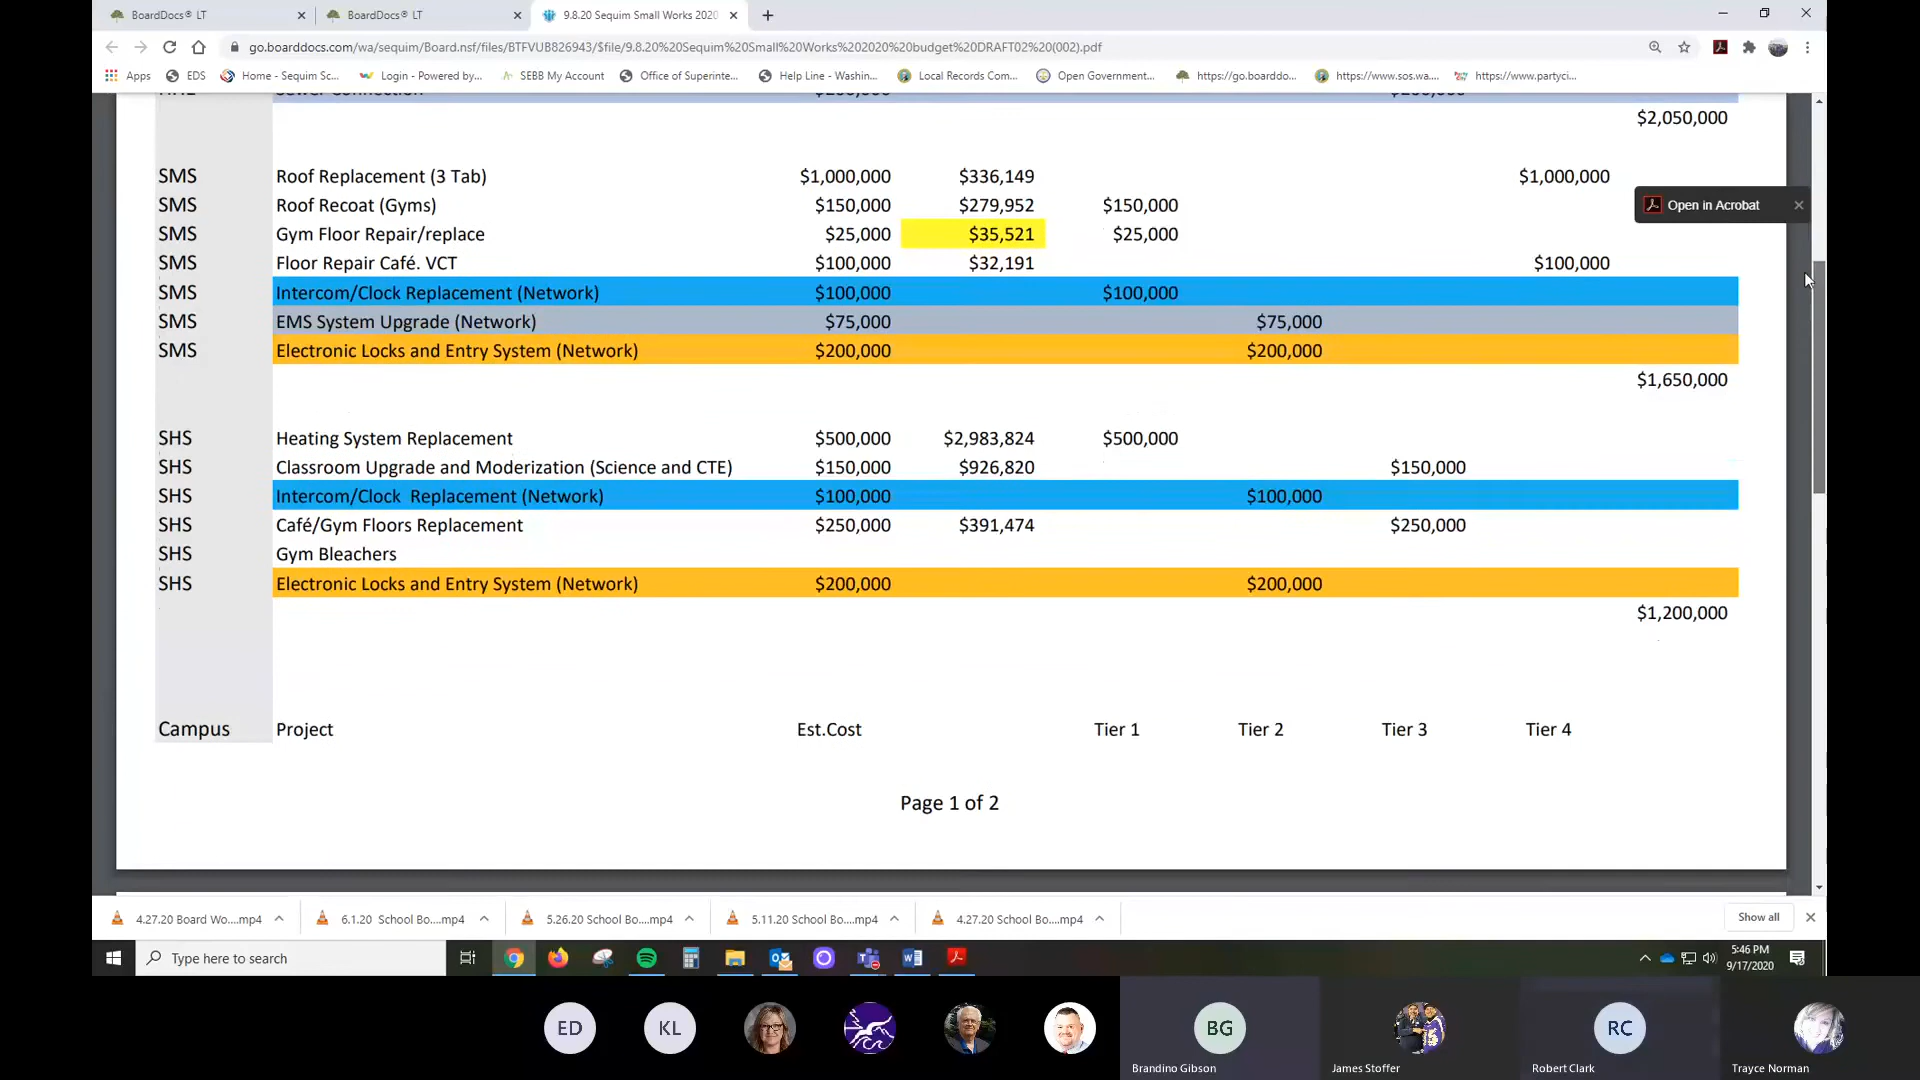 BoardDocs® LT
BoardDocs® LT
9.8.20 Sequim Small Works 2020
go.boarddocs.com/wa/sequim/Board.nsf/files/BTFVUB826943/$file/9.8.20%20Sequim%20Small%20Works%202020%20budget%20DRAFT02%20(002).pdf
Apps EDS Home - Sequim Sc... Login - Powered by... SEBB My Account Office of Superinte... Help Line - Washin... Local Records Com... Open Government... https://go.boarddo... https://www.sos.wa.... https://www.partyci...
$2,050,000
SMS Roof Replacement (3 Tab) $1,000,000 $336,149 $1,000,000
Open in Acrobat
SMS Roof Recoat (Gyms) $150,000 $279,952 $150,000
SMS Gym Floor Repair/replace $25,000 $35,521 $25,000
SMS Floor Repair Café. VCT $100,000 $32,191 $100,000
SMS Intercom/Clock Replacement (Network) $100,000 $100,000
SMS EMS System Upgrade (Network) $75,000 $75,000
SMS Electronic Locks and Entry System (Network) $200,000 $200,000
$1,650,000
SHS Heating System Replacement $500,000 $2,983,824 $500,000
SHS Classroom Upgrade and Moderization (Science and CTE) $150,000 $926,820 $150,000
SHS Intercom/Clock Replacement (Network) $100,000 $100,000
SHS Café/Gym Floors Replacement $250,000 $391,474 $250,000
SHS Gym Bleachers
SHS Electronic Locks and Entry System (Network) $200,000 $200,000
$1,200,000
Campus Project Est.Cost Tier 1 Tier 2 Tier 3 Tier 4
Page 1 of 2
4.27.20 Board Wo....mp4 6.1.20 School Bo....mp4 5.26.20 School Bo....mp4 5.11.20 School Bo....mp4 4.27.20 School Bo....mp4 Show all
Type here to search
5:46 PM
9/17/2020
ED KL BG RC
Brandino Gibson James Stoffer Robert Clark Trayce Norman